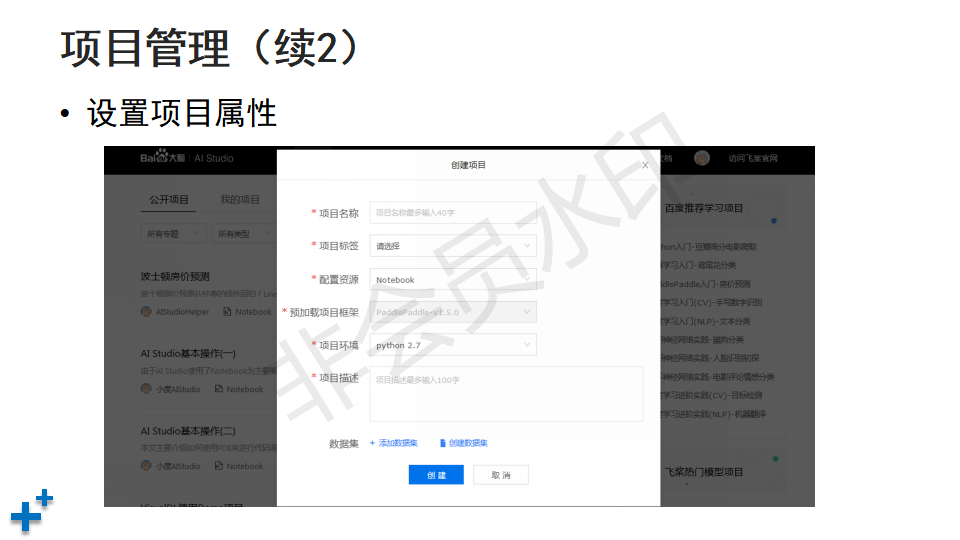 项目管理（续2）
• 设置项目属性
Bai大脑 | AI Studio
文档
访问飞桨官网
创建项目
公开项目 我的项目
百度推荐学习项目
* 项目名称 项目名称最多输入40字
所有专题 所有类型
* 项目标签 请选择
thon入门-豆瓣高分电影爬取
学习入门-鸢尾花分类
波士顿房价预测
* 配置资源 Notebook
ddlePaddle入门-房价预测
学习入门(CV)-手写数字识别
AIStudioHelper Notebook
* 预加载项目框架 PaddlePaddle-v1.5.0
学习入门(NLP)-文本分类
神经网络实践-猫狗分类
* 项目环境 python 2.7
AI Studio基本操作(一)
神经网络实践-人脸识别初探
由于AI Studio使用了Notebook为主要
* 项目描述 项目描述最多输入100字
神经网络实践-电影评论情感分类
小度AIStudio Notebook
学习进阶实践(CV)-目标检测
学习进阶实践(NLP)-机器翻译
AI Studio基本操作(二)
数据集 + 添加数据集 创建数据集
本文主要介绍如何使用PDB来进行代码调
小度AIStudio Notebook
创 建 取 消
飞桨热门模型项目
非会员水印